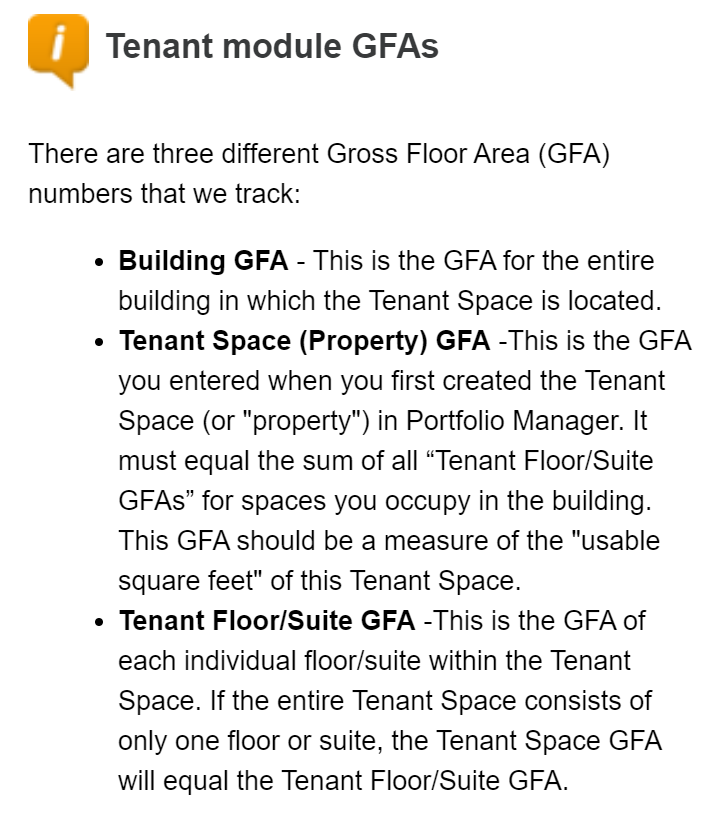 Tenant module GFAs
There are three different Gross Floor Area (GFA)
numbers that we track:
• Building GFA - This is the GFA for the entire
building in which the Tenant Space is located.
• Tenant Space (Property) GFA -This is the GFA
you entered when you first created the Tenant
Space (or "property") in Portfolio Manager. It
must equal the sum of all “Tenant Floor/Suite
GFAs” for spaces you occupy in the building.
This GFA should be a measure of the "usable
square feet" of this Tenant Space.
• Tenant Floor/Suite GFA -This is the GFA of
each individual floor/suite within the Tenant
Space. If the entire Tenant Space consists of
only one floor or suite, the Tenant Space GFA
will equal the Tenant Floor/Suite GFA.